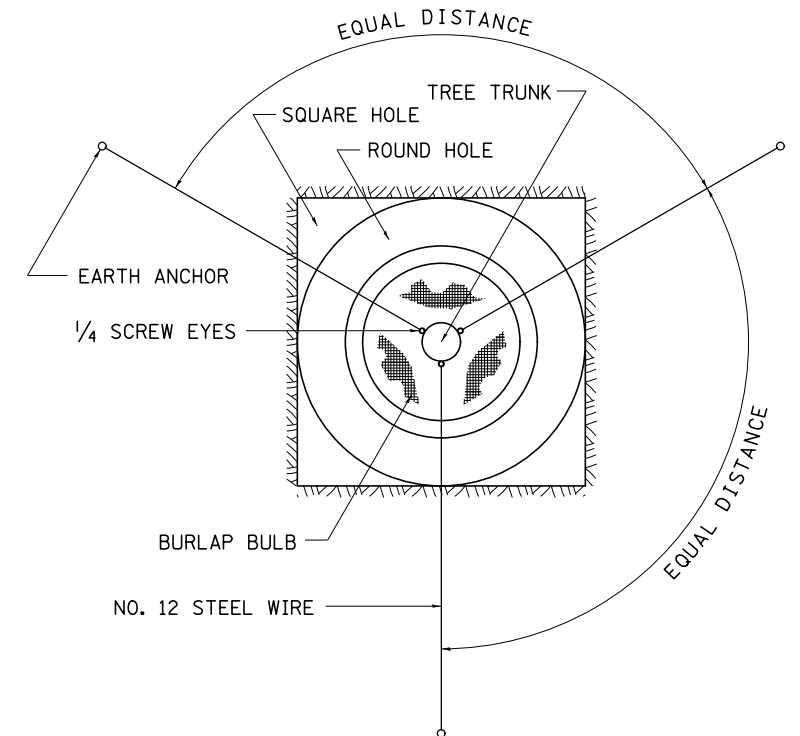 EQUAL DISTANCE
TREE TRUNK
SQUARE HOLE
ROUND HOLE
EARTH ANCHOR
1/4 SCREW EYES
EQUAL DISTANCE
BURLAP BULB
NO. 12 STEEL WIRE